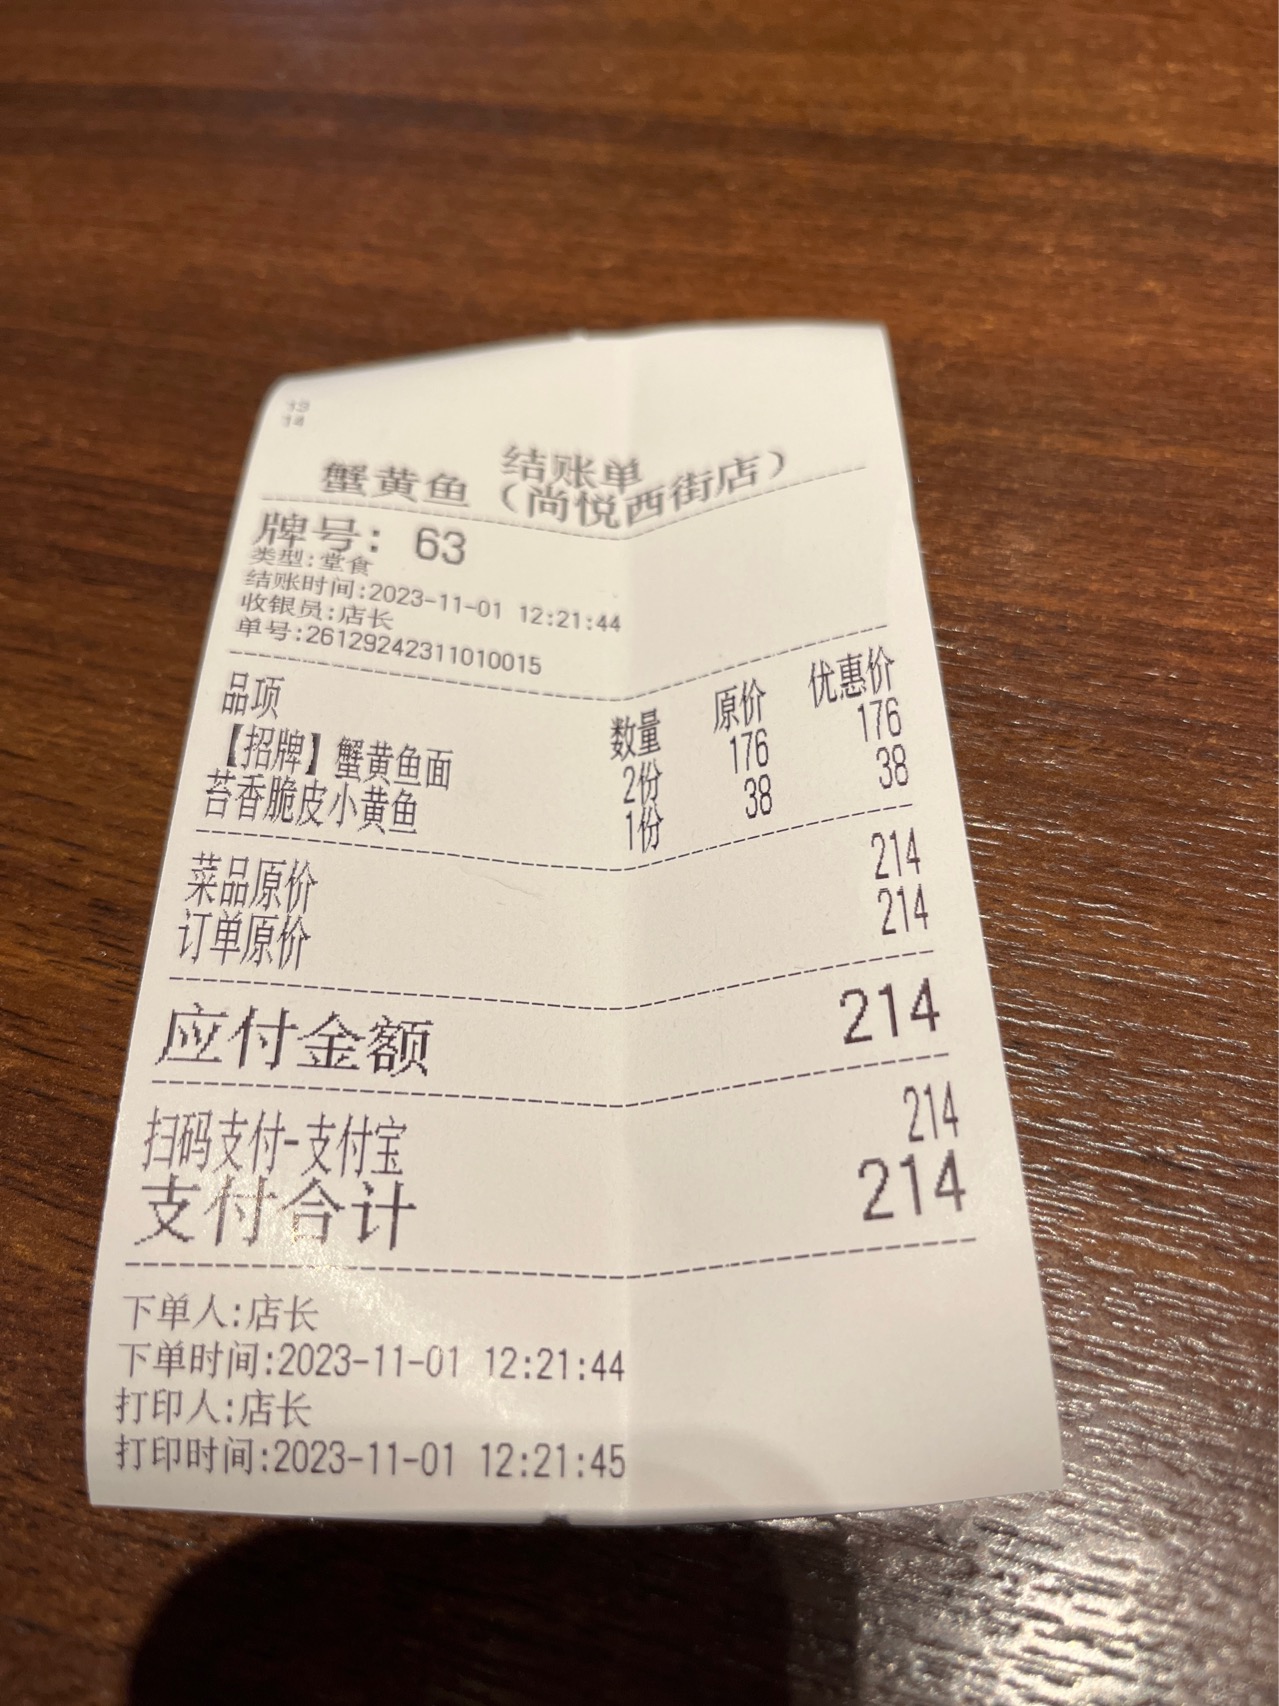 13
14
结账单
蟹黄鱼 （尚悦西街店）
牌号： 63
类型:堂食
结账时间:2023-11-01 12:21:44
收银员:店长
单号:261292423110100​15
品项 数量 原价 优惠价
【招牌】蟹黄鱼面 2份 176 176
苔香脆皮小黄鱼 1份 38 38
菜品原价 214
订单原价 214
应付金额 214
扫码支付-支付宝 214
支付合计 214
下单人:店长
下单时间:2023-11-01 12:21:44
打印人:店长
打印时间:2023-11-01 12:21:45